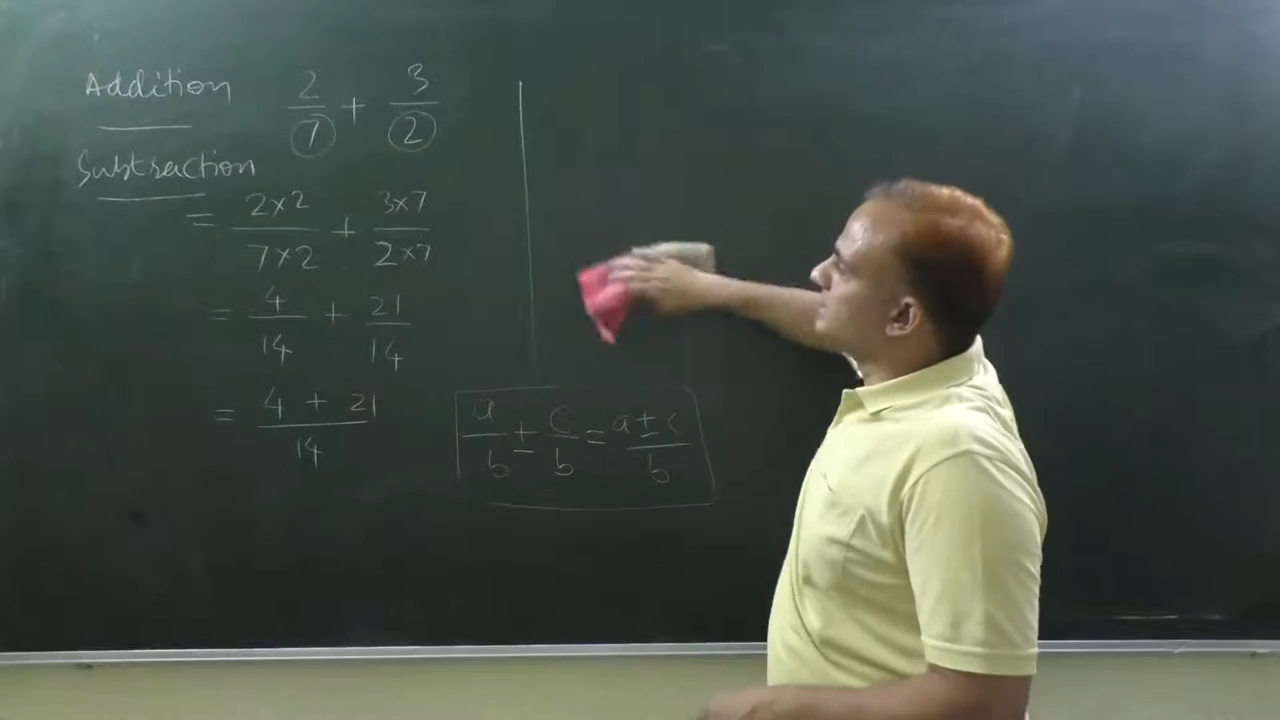 Addition
2/7 + 3/2
Subtraction
= 2×2/7×2 + 3×7/2×7
= 4/14 + 21/14
= 4 + 21/14
a/b ± c/b = a ± c/b